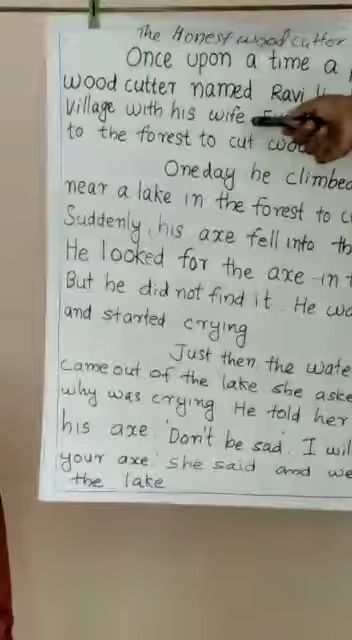 The Honest wood cutter
Once upon a time a
wood cutter named Ravi
village with his wife
to the forest to cut
One day he climbed
near a lake in the forest to
Suddenly, his axe fell into
He looked for the axe in
But he did not find it. He
and started crying
Just then the
came out of the lake she
why was crying He told her
his axe. 'Don't be sad'. I
your axe' she said and
the lake